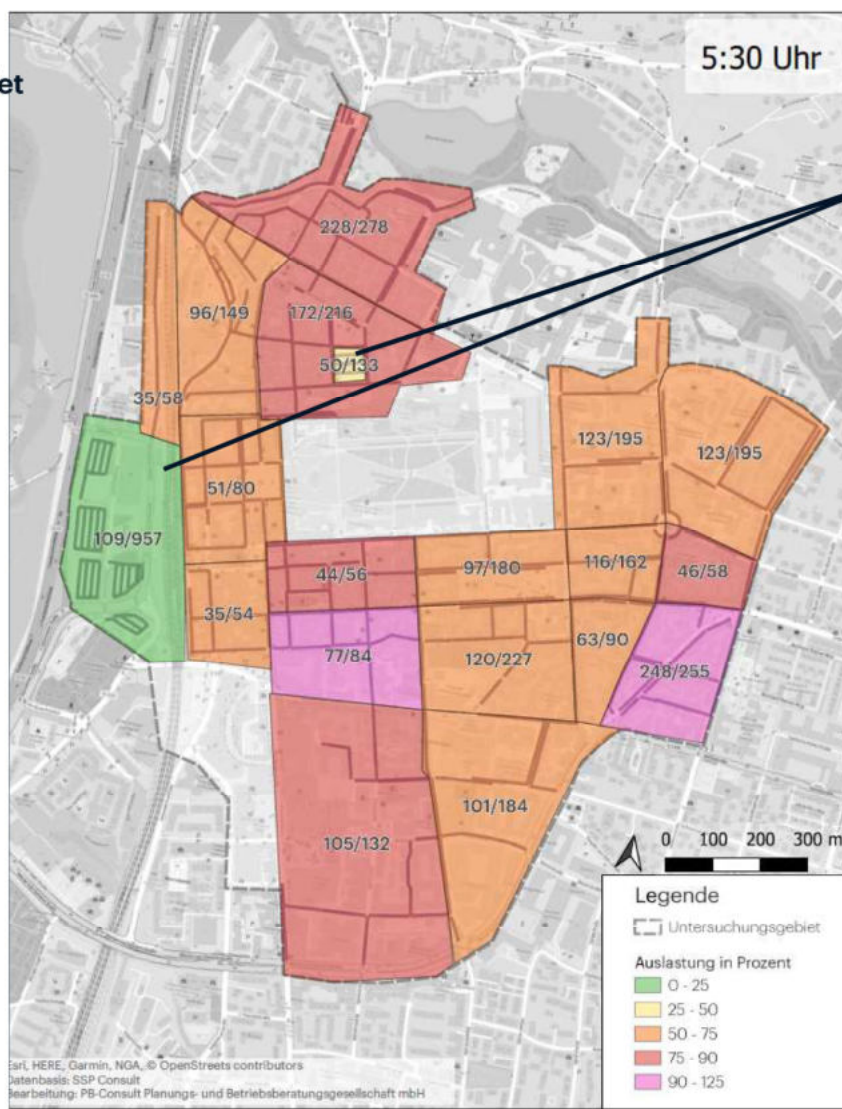 et
5:30 Uhr
228/278
96/149
172/216
50/133
35/58
123/195
123/195
51/80
109/957
44/56
97/180
116/162
46/58
35/54
77/84
120/227
63/90
248/255
101/184
105/132
0 100 200 300 m
Legende
Untersuchungsgebiet
Auslastung in Prozent
0 - 25
25 - 50
50 - 75
75 - 90
90 - 125
Esri, HERE, Garmin, NGA, © OpenStreets contributors
Datenbasis: SSP Consult
Bearbeitung: PB-Consult Planungs- und Betriebsberatungsgesellschaft mbH